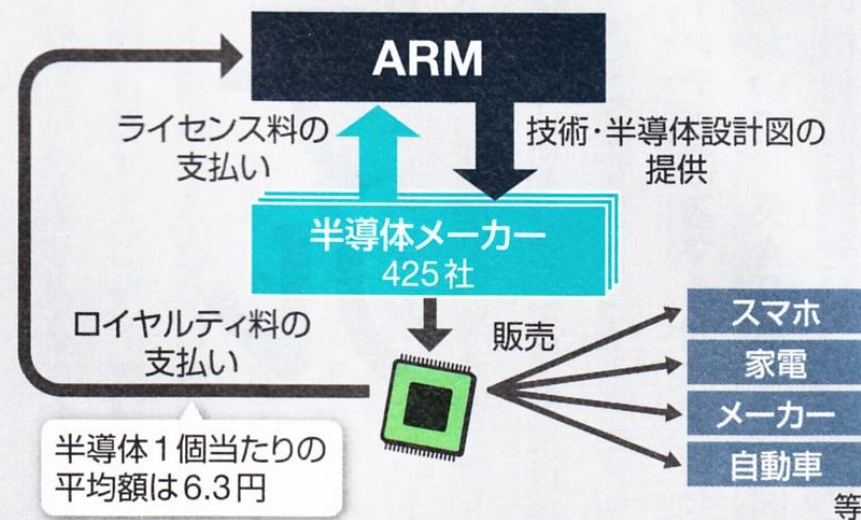 ARM
ライセンス料の
支払い
技術・半導体設計図の
提供
半導体メーカー
425社
ロイヤルティ料の
支払い
販売
スマホ
家電
メーカー
自動車
等
半導体1個当たりの
平均額は6.3円